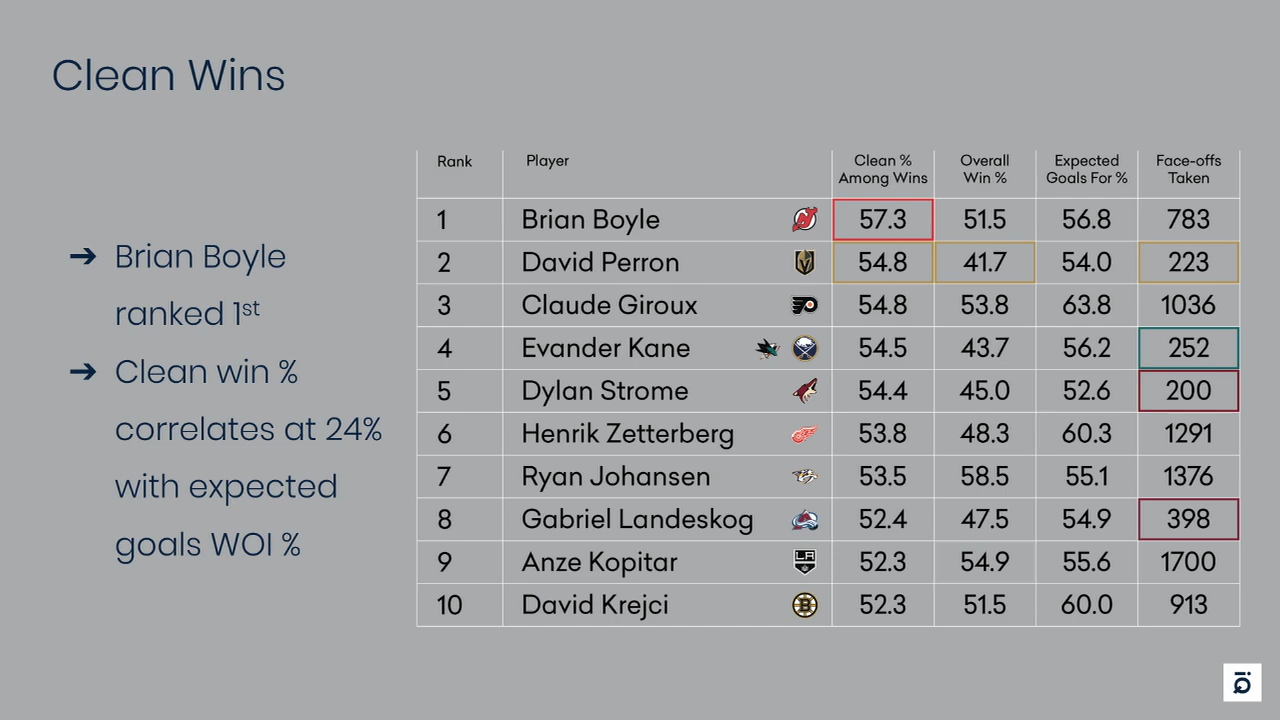 Clean Wins
➔ Brian Boyle
ranked 1st
➔ Clean win %
correlates at 24%
with expected
goals WOI %
Rank Player Clean % Among Wins Overall Win % Expected Goals For % Face-offs Taken
1 Brian Boyle 57.3 51.5 56.8 783
2 David Perron 54.8 41.7 54.0 223
3 Claude Giroux 54.8 53.8 63.8 1036
4 Evander Kane 54.5 43.7 56.2 252
5 Dylan Strome 54.4 45.0 52.6 200
6 Henrik Zetterberg 53.8 48.3 60.3 1291
7 Ryan Johansen 53.5 58.5 55.1 1376
8 Gabriel Landeskog 52.4 47.5 54.9 398
9 Anze Kopitar 52.3 54.9 55.6 1700
10 David Krejci 52.3 51.5 60.0 913